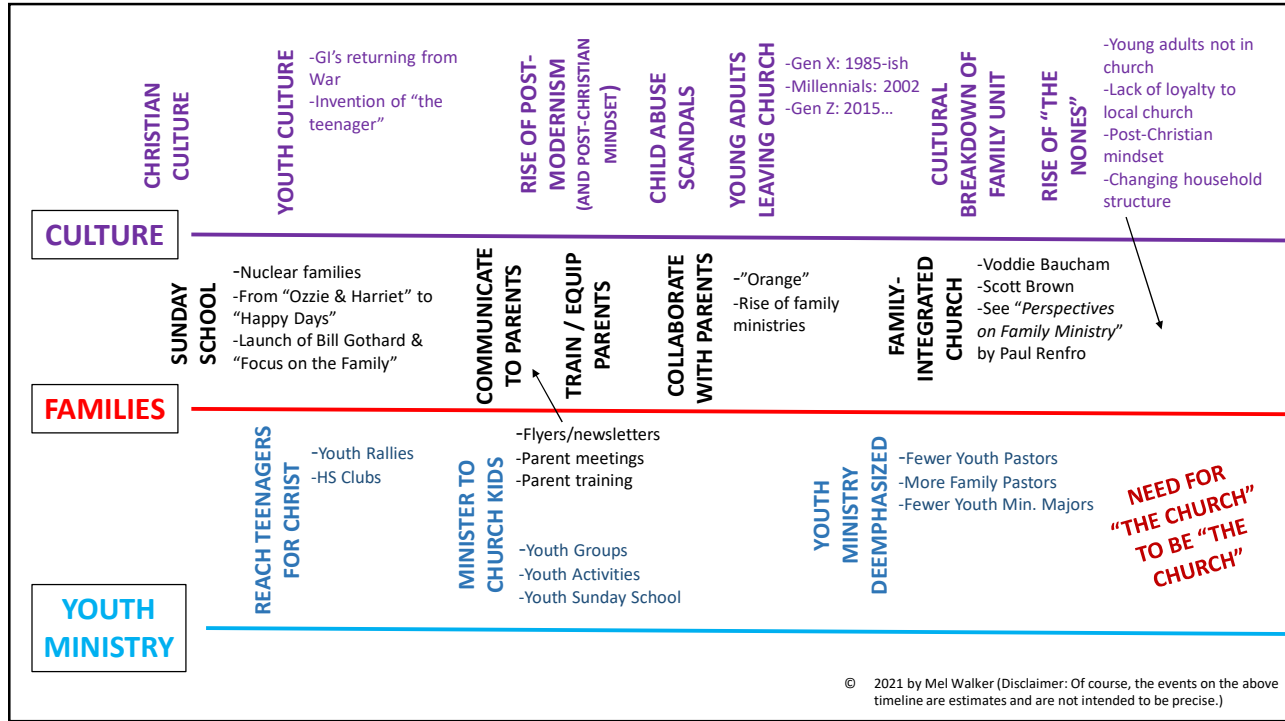 CHRISTIAN
CULTURE
YOUTH CULTURE
-GI's returning from
War
-Invention of "the
teenager"
RISE OF POST-
MODERNISM
(AND POST-CHRISTIAN
MINDSET)
CHILD ABUSE
SCANDALS
YOUNG ADULTS
LEAVING CHURCH
-Gen X: 1985-ish
-Millennials: 2002
-Gen Z: 2015...
CULTURAL
BREAKDOWN OF
FAMILY UNIT
RISE OF "THE
NONES"
-Young adults not in
church
-Lack of loyalty to
local church
-Post-Christian
mindset
-Changing household
structure
CULTURE
SUNDAY
SCHOOL
-Nuclear families
-From "Ozzie & Harriet" to
"Happy Days"
-Launch of Bill Gothard &
"Focus on the Family"
COMMUNICATE
TO PARENTS
TRAIN / EQUIP
PARENTS
COLLABORATE
WITH PARENTS
-"Orange"
-Rise of family
ministries
FAMILY-
INTEGRATED
CHURCH
-Voddie Baucham
-Scott Brown
-See "Perspectives
on Family Ministry"
by Paul Renfro
FAMILIES
REACH TEENAGERS
FOR CHRIST
-Youth Rallies
-HS Clubs
MINISTER TO
CHURCH KIDS
-Flyers/newsletters
-Parent meetings
-Parent training
-Youth Groups
-Youth Activities
-Youth Sunday School
YOUTH
MINISTRY
DEEMPHASIZED
-Fewer Youth Pastors
-More Family Pastors
-Fewer Youth Min. Majors
NEED FOR
"THE CHURCH"
TO BE "THE
CHURCH"
YOUTH
MINISTRY
© 2021 by Mel Walker (Disclaimer: Of course, the events on the above
timeline are estimates and are not intended to be precise.)